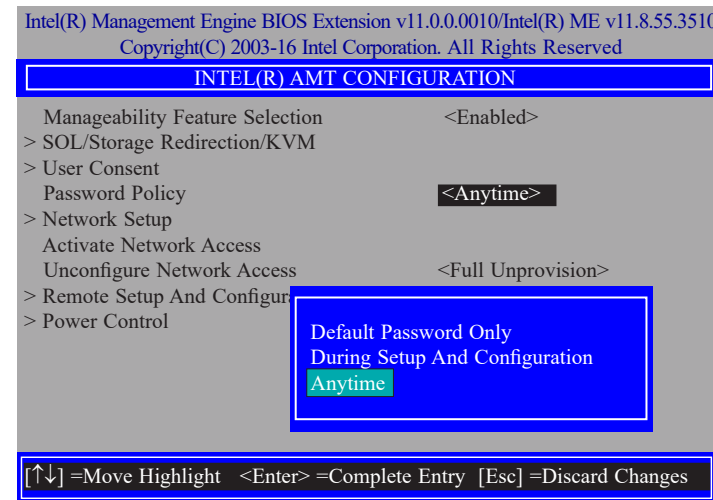 Intel(R) Management Engine BIOS Extension v11.0.0.0010/Intel(R) ME v11.8.55.3510
Copyright(C) 2003-16 Intel Corporation. All Rights Reserved
INTEL(R) AMT CONFIGURATION
Manageability Feature Selection <Enabled>
> SOL/Storage Redirection/KVM
> User Consent
Password Policy <Anytime>
> Network Setup
Activate Network Access
Unconfigure Network Access <Full Unprovision>
> Remote Setup And Configura
> Power Control
Default Password Only
During Setup And Configuration
Anytime
[↑↓] =Move Highlight <Enter> =Complete Entry [Esc] =Discard Changes